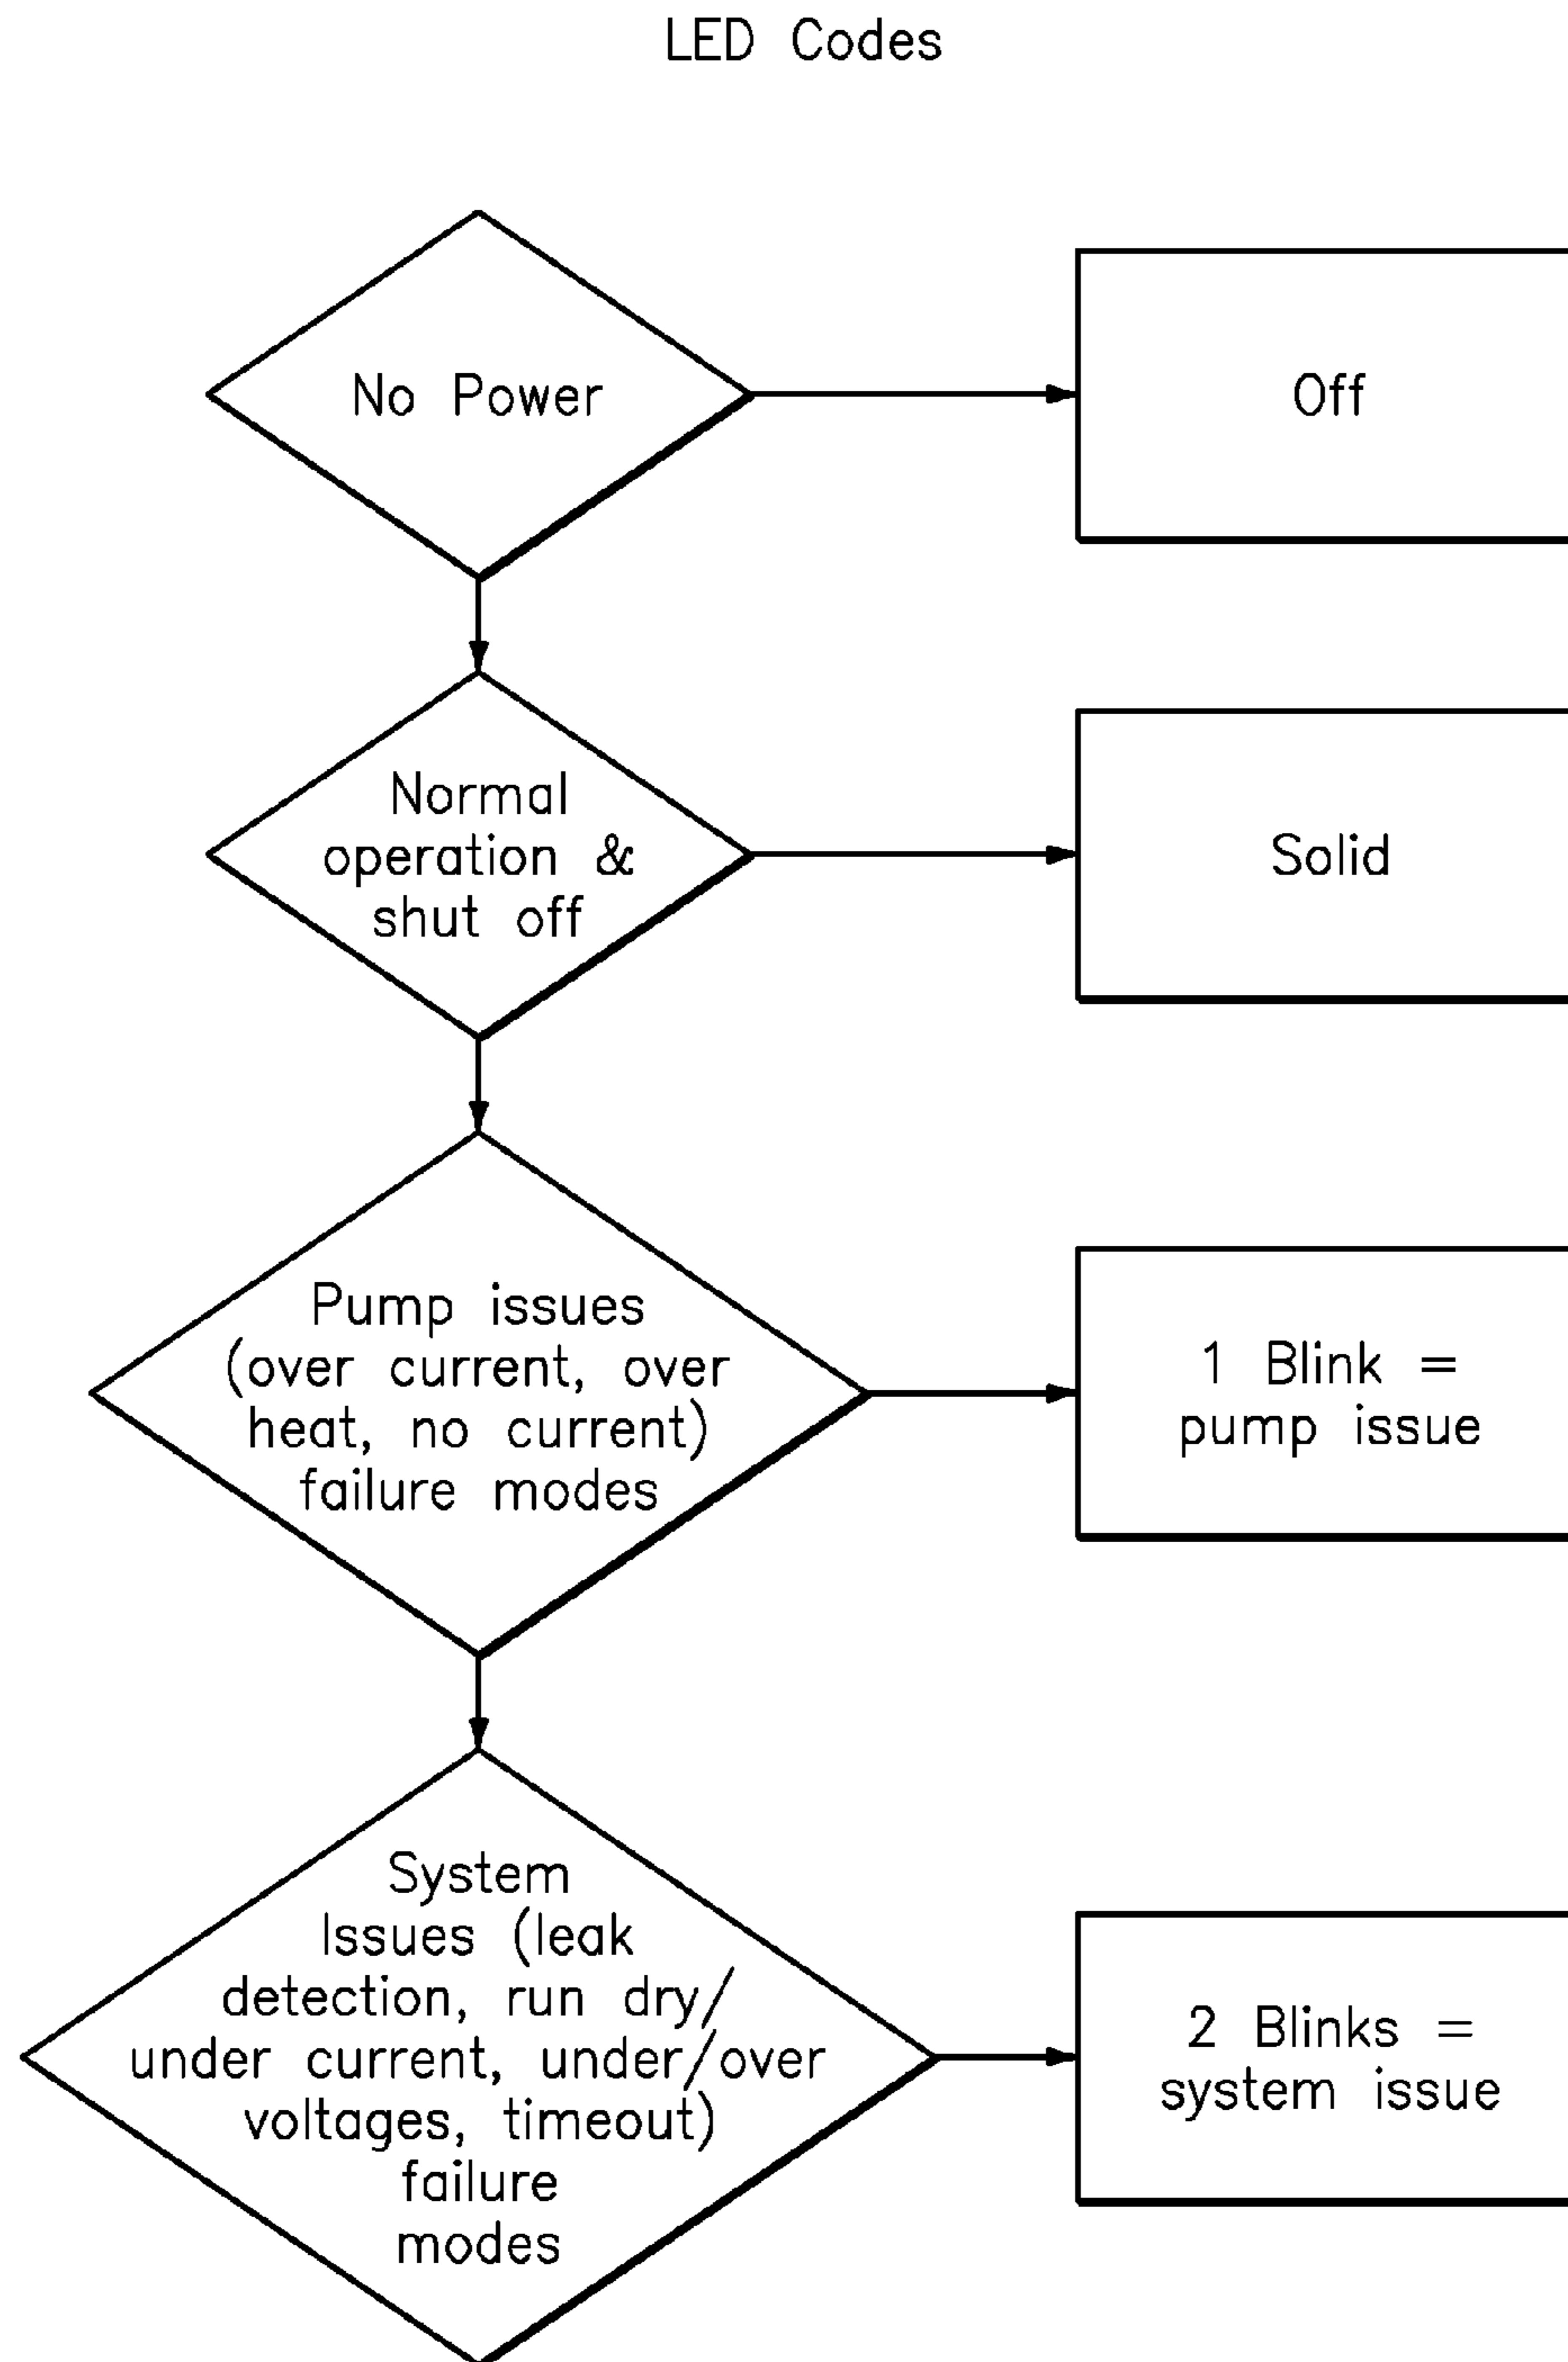 LED Codes
No Power
Off
Normal
operation &
shut off
Solid
Pump issues
(over current, over
heat, no current)
failure modes
1 Blink =
pump issue
System
Issues (leak
detection, run dry/
under current, under/over
voltages, timeout)
failure
modes
2 Blinks =
system issue